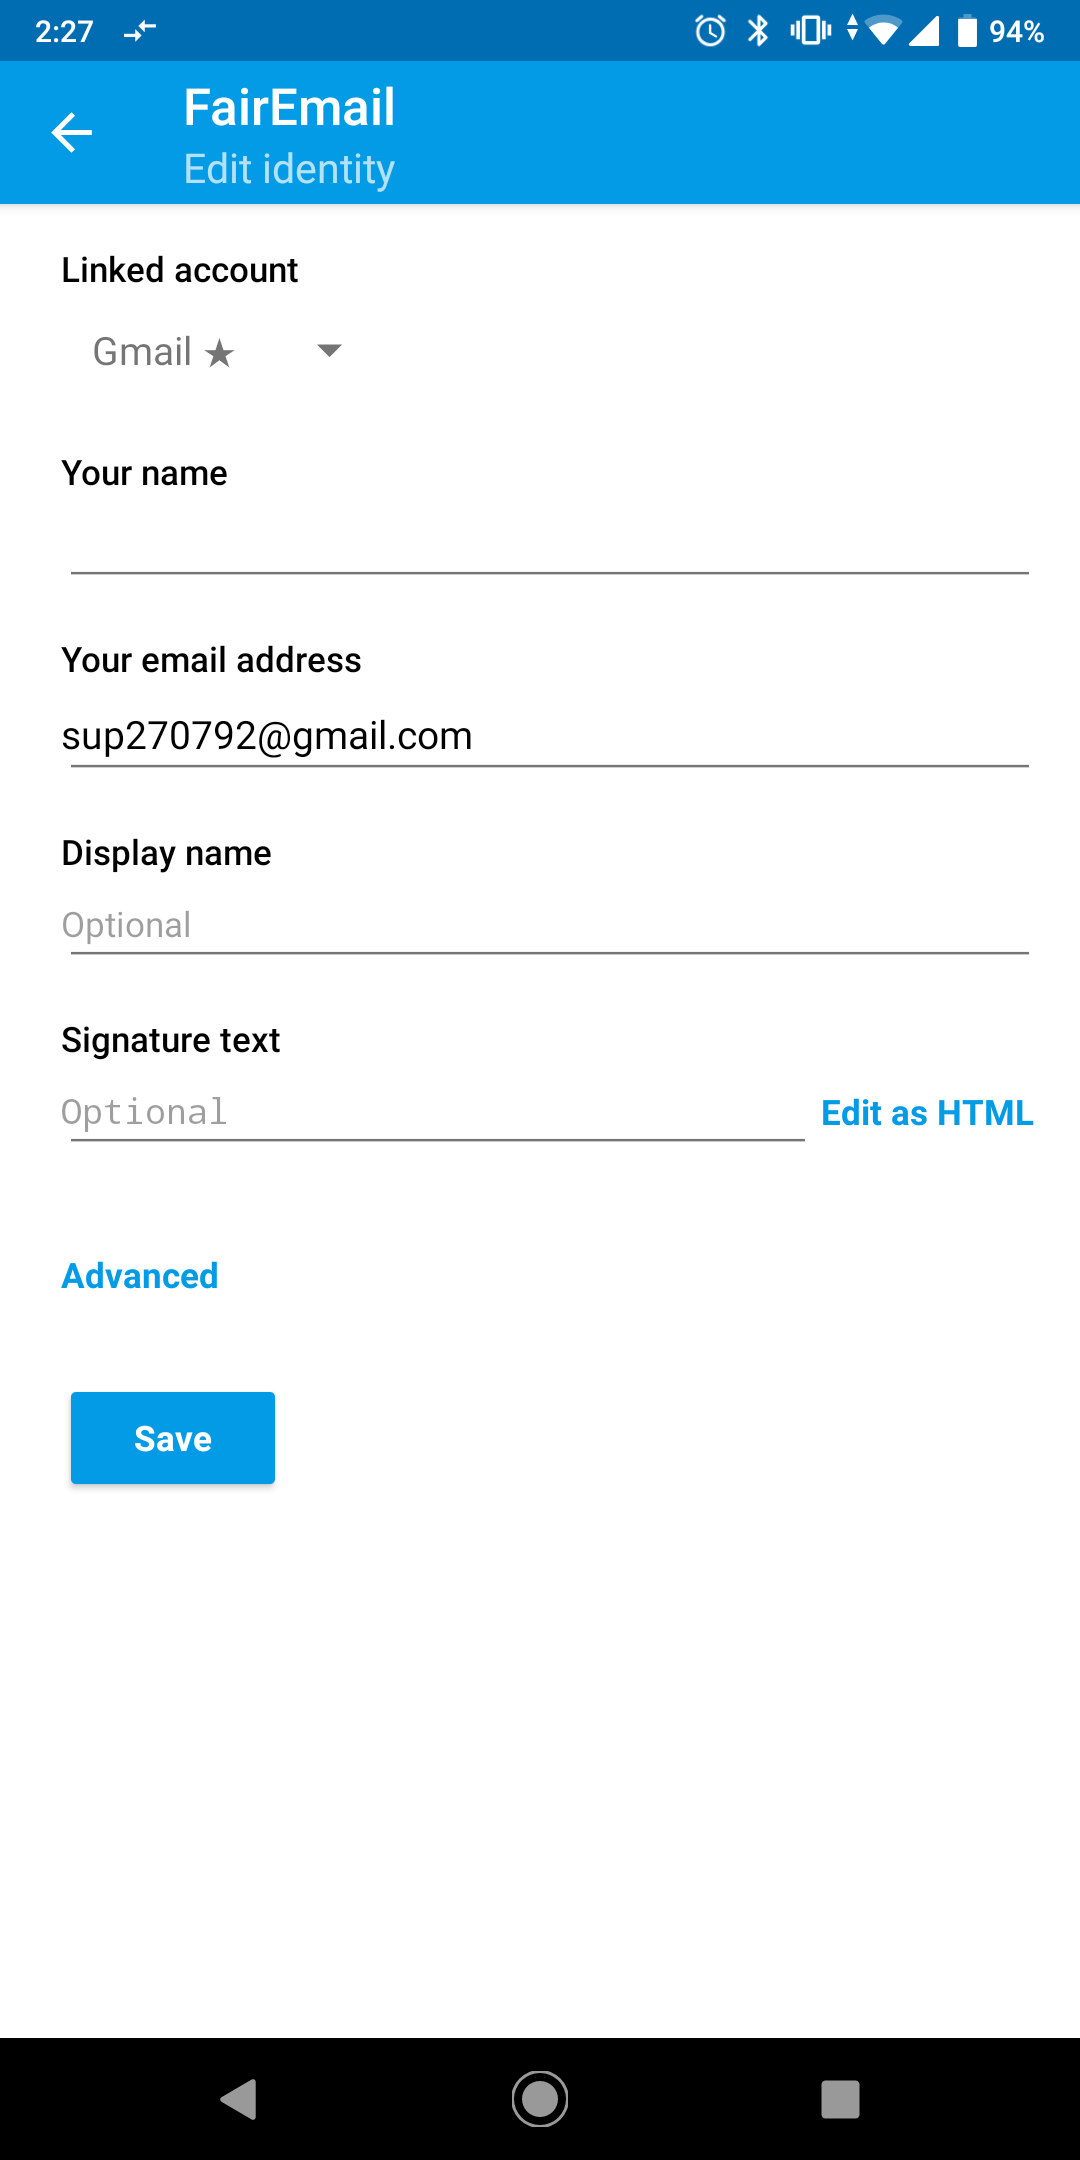 2:27
94%
FairEmail
Edit identity
Linked account
Gmail ★
Your name
Your email address
sup270792@gmail.com
Display name
Optional
Signature text
Optional
Edit as HTML
Advanced
Save